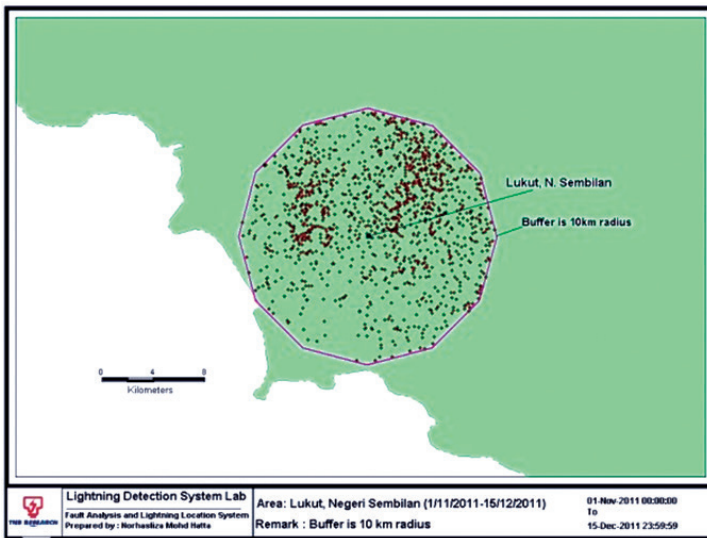 Lukut, N. Sembilan
Buffer is 10km radius
0 4 8
Kilometers
TNB RESEARCH
Lightning Detection System Lab
Fault Analysis and Lightning Location System
Prepared by : Norhasliza Mohd Hatta
Area: Lukut, Negeri Sembilan (1/11/2011-15/12/2011)
Remark : Buffer is 10 km radius
01-Nov-2011 00:00:00
To
15-Dec-2011 23:59:59